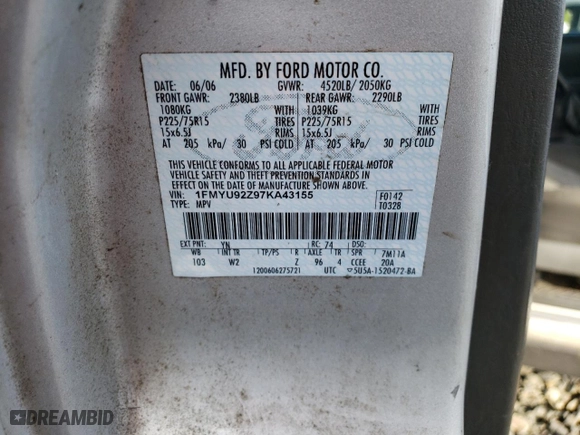 MFD. BY FORD MOTOR CO.
DATE: 06/06 GVWR: 4520LB/ 2050KG
FRONT GAWR: 2380LB REAR GAWR: 2290LB
1080KG WITH 1039KG WITH
P225/75R15 TIRES P225/75R15 TIRES
15x6.5J RIMS 15x6.5J RIMS
AT 205 kPa/ 30 PSI COLD AT 205 kPa/ 30 PSI COLD
THIS VEHICLE CONFORMS TO ALL APPLICABLE FEDERAL MOTOR
VEHICLE SAFETY AND THEFT PREVENTION STANDARDS IN
EFFECT ON THE DATE OF MANUFACTURE SHOWN ABOVE.
VIN: 1FMYU92Z97KA43155 F0142
TYPE: MPV T0328
EXT PNT: YN RC: 74 DSO:
WB INT TR TP/PS R AXLE TR SPR 7M11A
103 W2 Z 96 4 CCEE 20A
1200606275721 UTC 5U5A-1520472-BA
DREAMBID